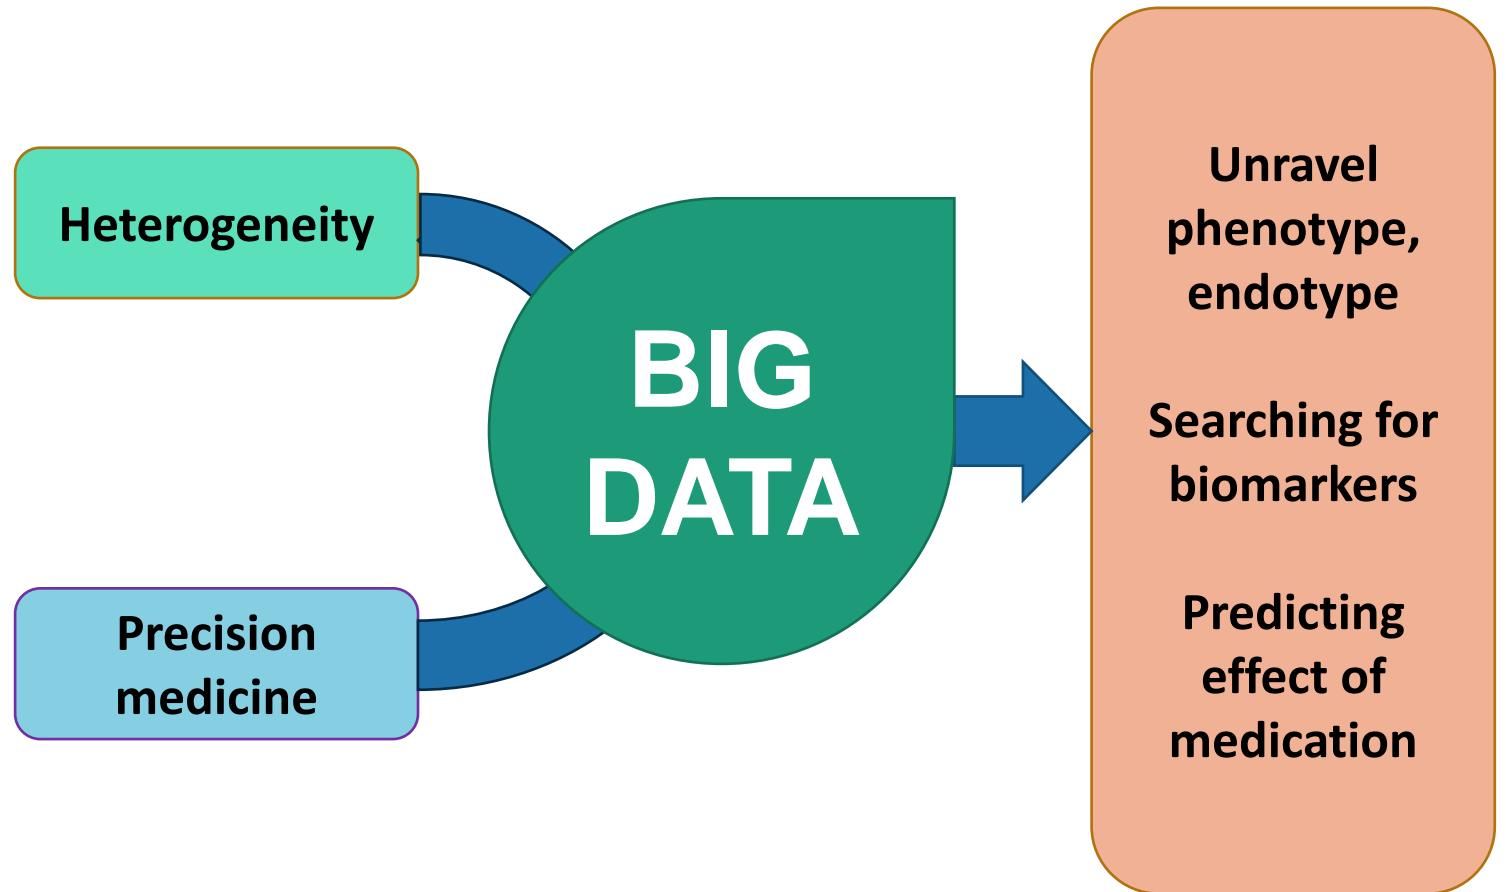 Heterogeneity
Precision
medicine
BIG
DATA
Unravel
phenotype,
endotype
Searching for
biomarkers
Predicting
effect of
medication